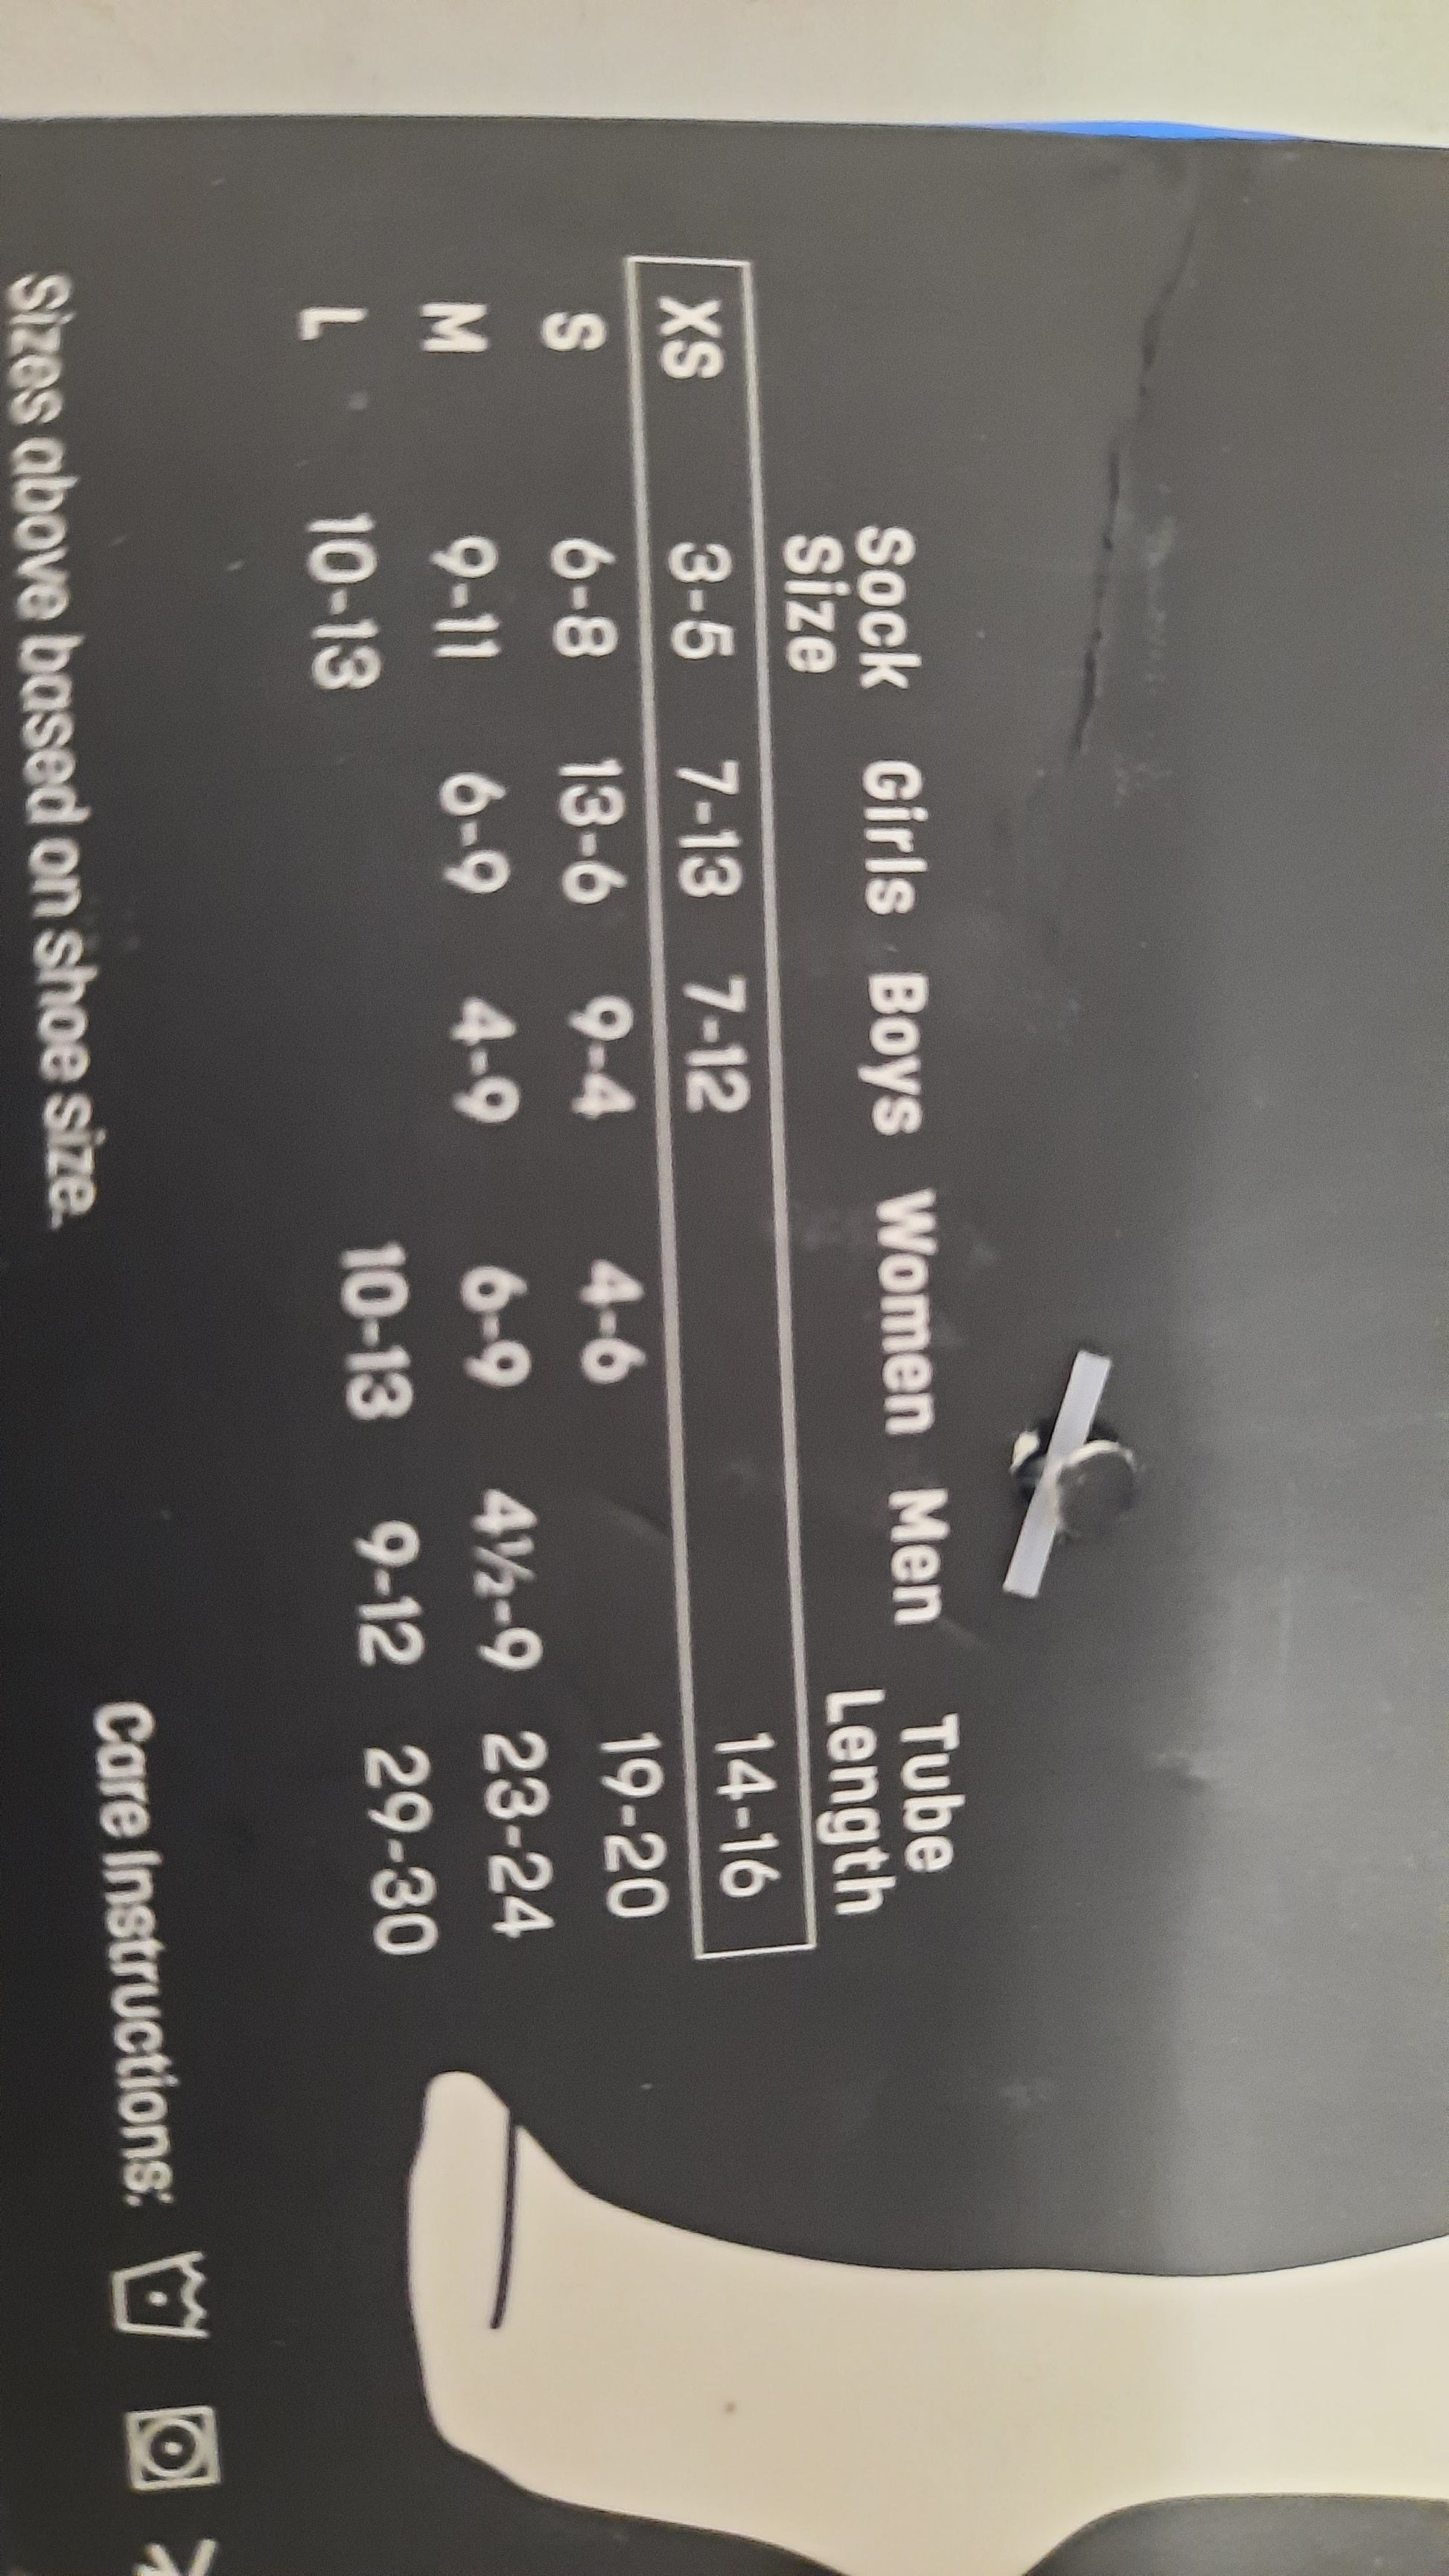 Sock Girls Boys Women Men Tube
Size Length
XS 3-5 7-13 7-12 14-16
S 6-8 13-6 9-4 4-6 19-20
M 9-11 6-9 4-9 6-9 4½-9 23-24
L 10-13 10-13 9-12 29-30
Sizes above based on shoe size.
Care Instructions: